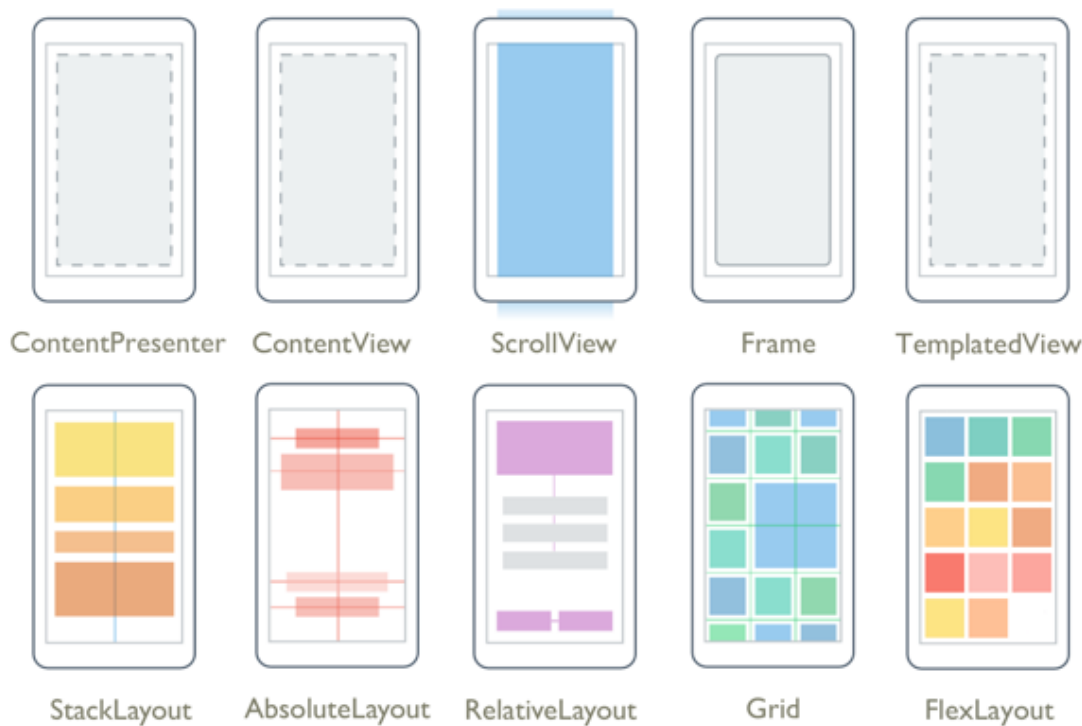 ContentPresenter ContentView ScrollView Frame TemplatedView
StackLayout AbsoluteLayout RelativeLayout Grid FlexLayout